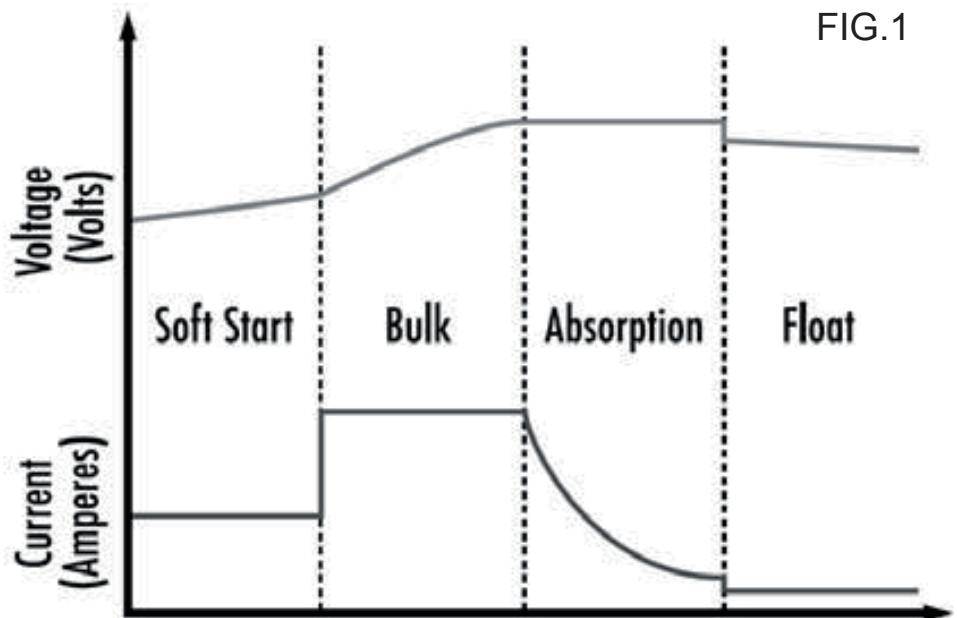 FIG.1
Voltage
(Volts)
Soft Start
Bulk
Absorption
Float
Current
(Amperes)